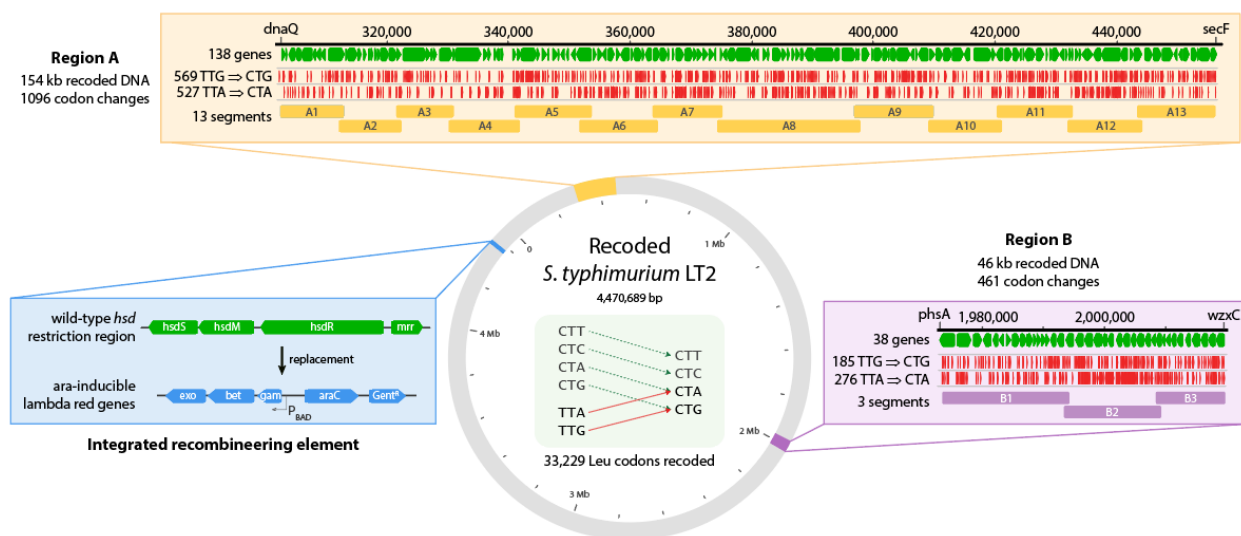 dnaQ 320,000 340,000 360,000 380,000 400,000 420,000 440,000 secF
Region A
154 kb recoded DNA
1096 codon changes
138 genes
569 TTG ⇒ CTG
527 TTA ⇒ CTA
13 segments
A1 A3 A5 A7 A9 A11 A13
A2 A4 A6 A8 A10 A12
0
1 Mb
2 Mb
3 Mb
4 Mb
Recoded
S. typhimurium LT2
4,470,689 bp
CTT
CTC
CTA
CTG
TTA
TTG
CTT
CTC
CTA
CTG
33,229 Leu codons recoded
wild-type hsd
restriction region
hsdS hsdM hsdR mrr
replacement
ara-inducible
lambda red genes
exo bet gam araC Gentᴿ
P BAD
Integrated recombineering element
Region B
46 kb recoded DNA
461 codon changes
phsA 1,980,000 2,000,000 wzxC
38 genes
185 TTG ⇒ CTG
276 TTA ⇒ CTA
3 segments
B1 B3
B2